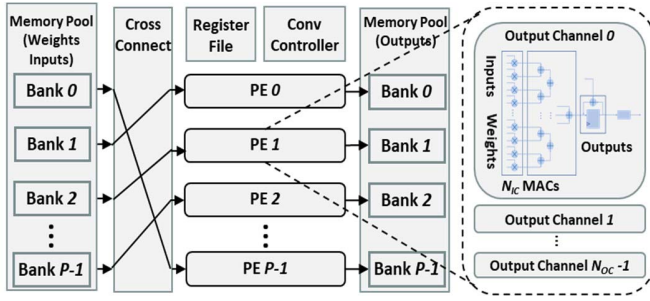 Memory Pool
(Weights
Inputs)
Bank 0
Bank 1
Bank 2
Bank P-1
Cross
Connect
Register
File
Conv
Controller
PE 0
PE 1
PE 2
PE P-1
Memory Pool
(Outputs)
Bank 0
Bank 1
Bank 2
Bank P-1
Output Channel 0
Inputs
Weights
Outputs
N_IC MACs
Output Channel 1
Output Channel N_OC -1